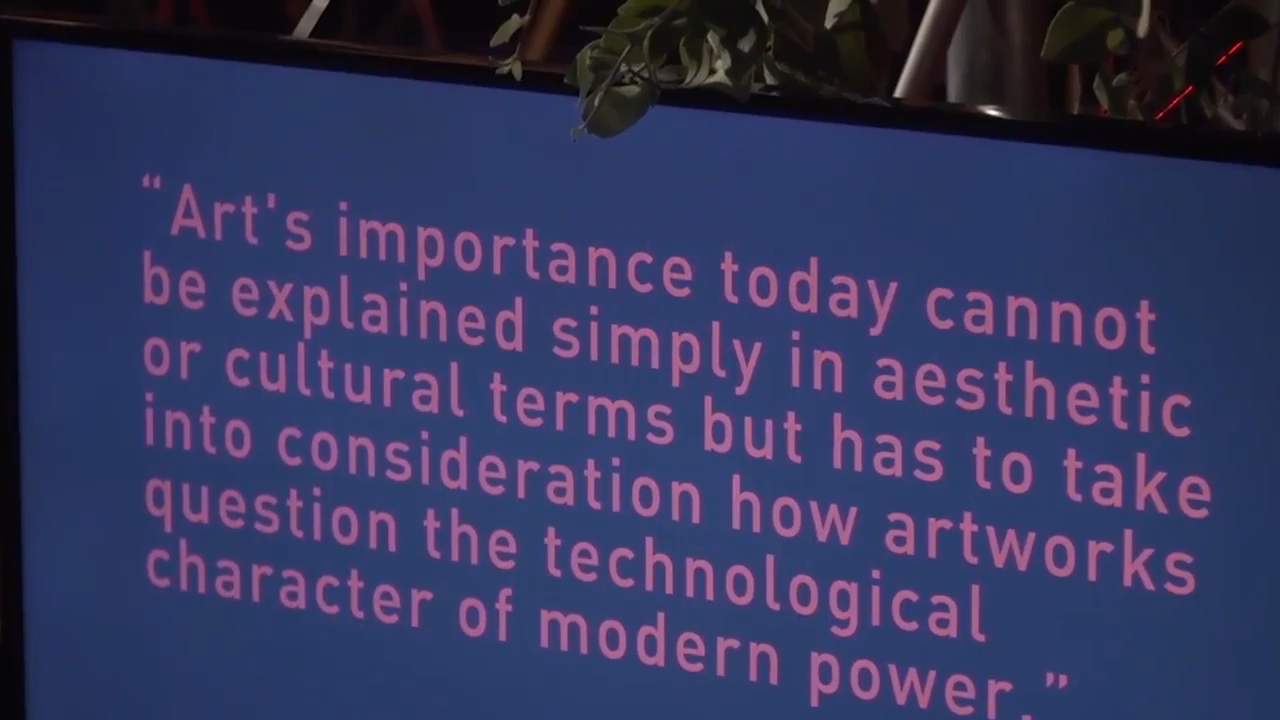 “Art's importance today cannot
be explained simply in aesthetic
or cultural terms but has to take
into consideration how artworks
question the technological
character of modern power.”